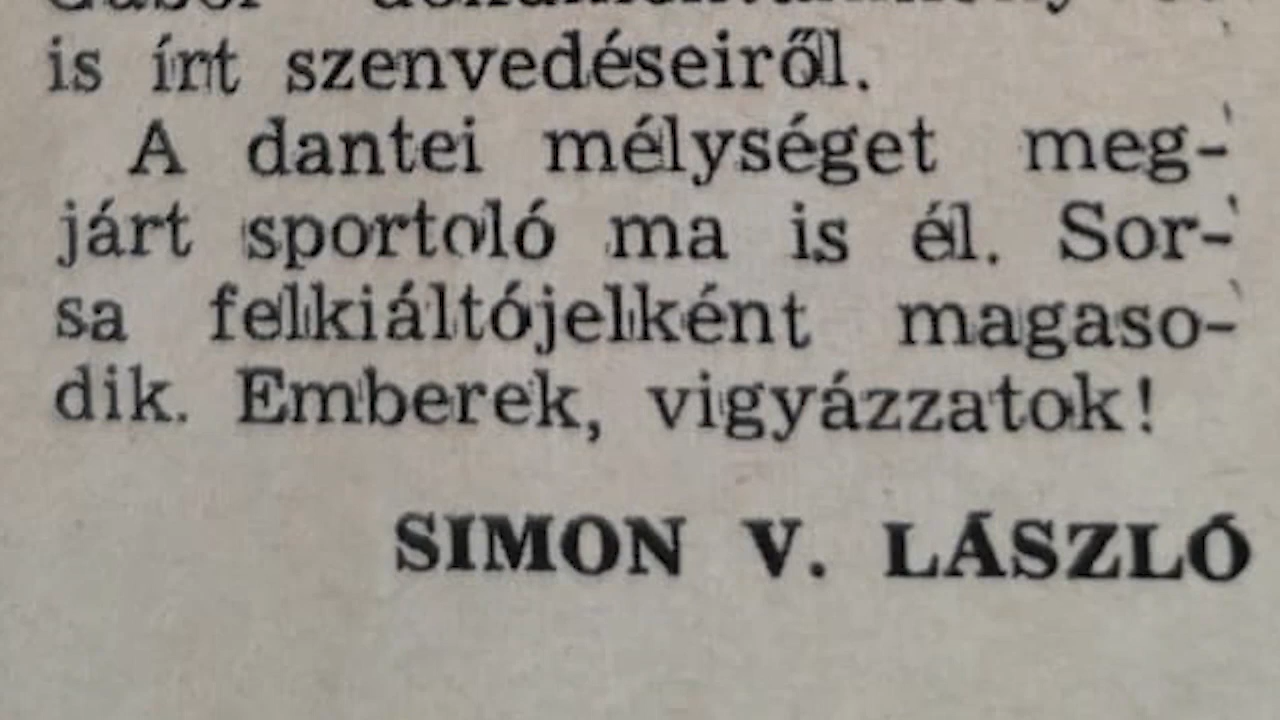 is írt szenvedéseiről.
A dantei mélységet meg-
járt sportoló ma is él. Sor-
sa felkiáltójelként magaso-
dik. Emberek, vigyázzatok!
SIMON V. LÁSZLÓ